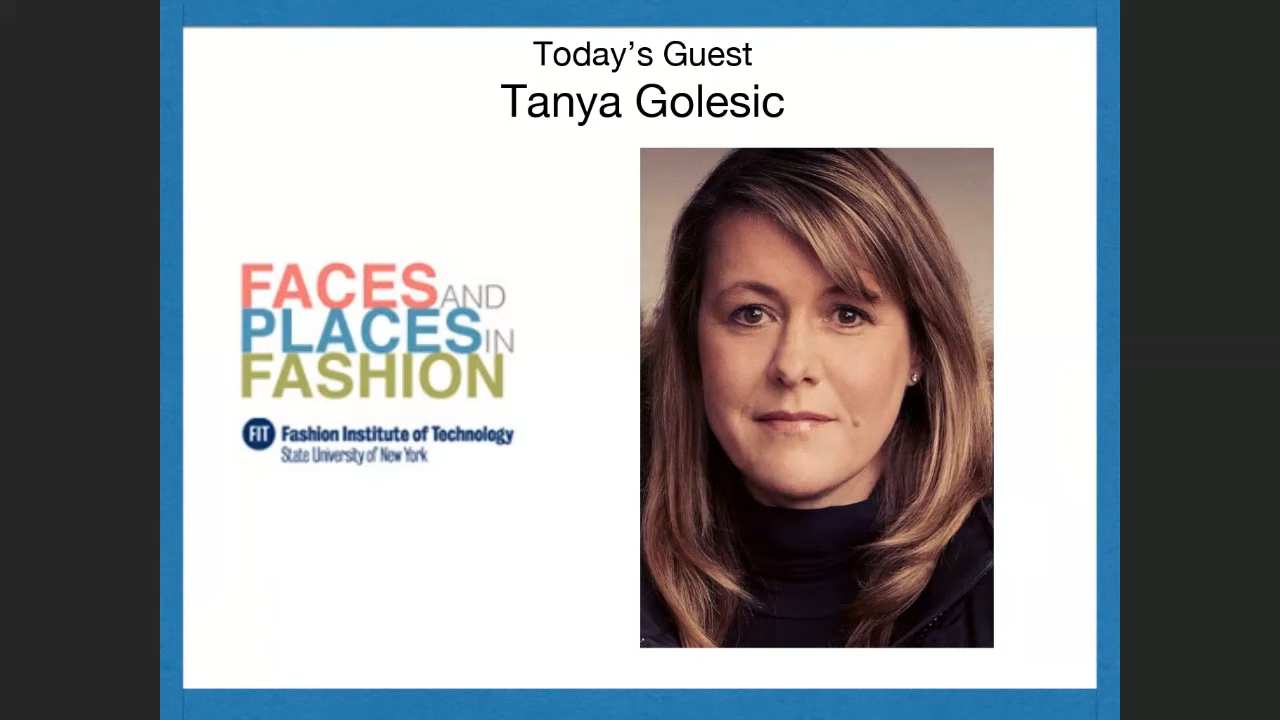 Today’s Guest
Tanya Golesic
FACES AND
PLACES IN
FASHION
FIT Fashion Institute of Technology
State University of New York